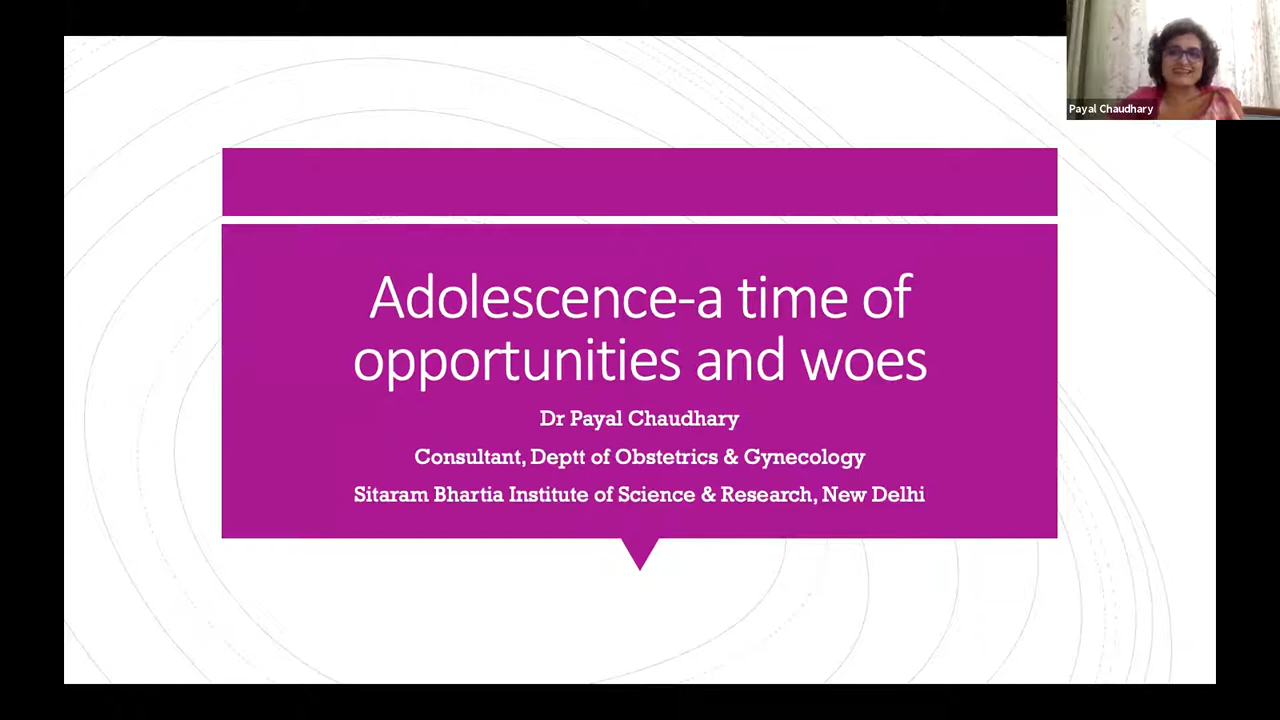 Payal Chaudhary
Adolescence-a time of
opportunities and woes
Dr Payal Chaudhary
Consultant, Deptt of Obstetrics & Gynecology
Sitaram Bhartia Institute of Science & Research, New Delhi